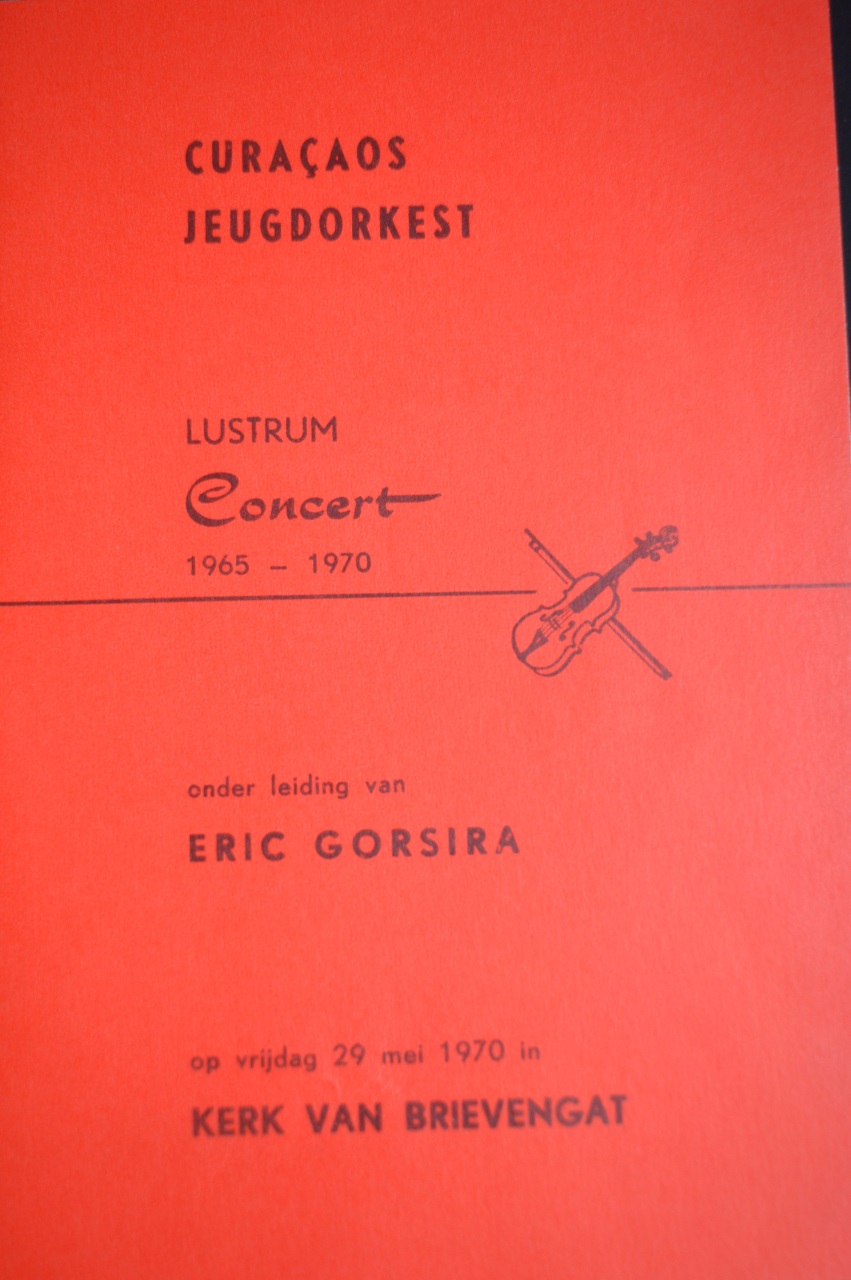 CURAÇAOS
JEUGDORKEST
LUSTRUM
Concert
1965 – 1970
onder leiding van
ERIC GORSIRA
op vrijdag 29 mei 1970 in
KERK VAN BRIEVENGAT